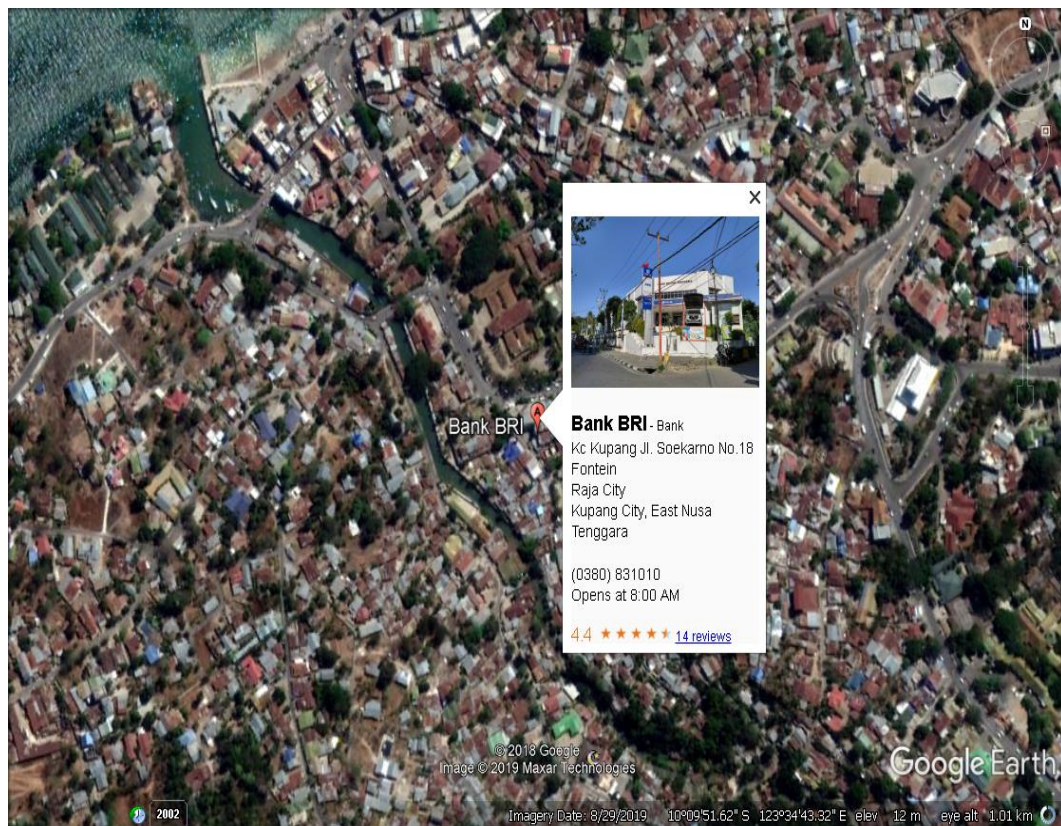 N
Bank BRI
A
Bank BRI - Bank
Kc Kupang Jl. Soekarno No.18
Fontein
Raja City
Kupang City, East Nusa
Tenggara
(0380) 831010
Opens at 8:00 AM
4.4 14 reviews
© 2018 Google
Image © 2019 Maxar Technologies
Google Earth
2002
Imagery Date: 8/29/2019 10°09'51.62" S 123°34'43.32" E elev 12 m eye alt 1.01 km